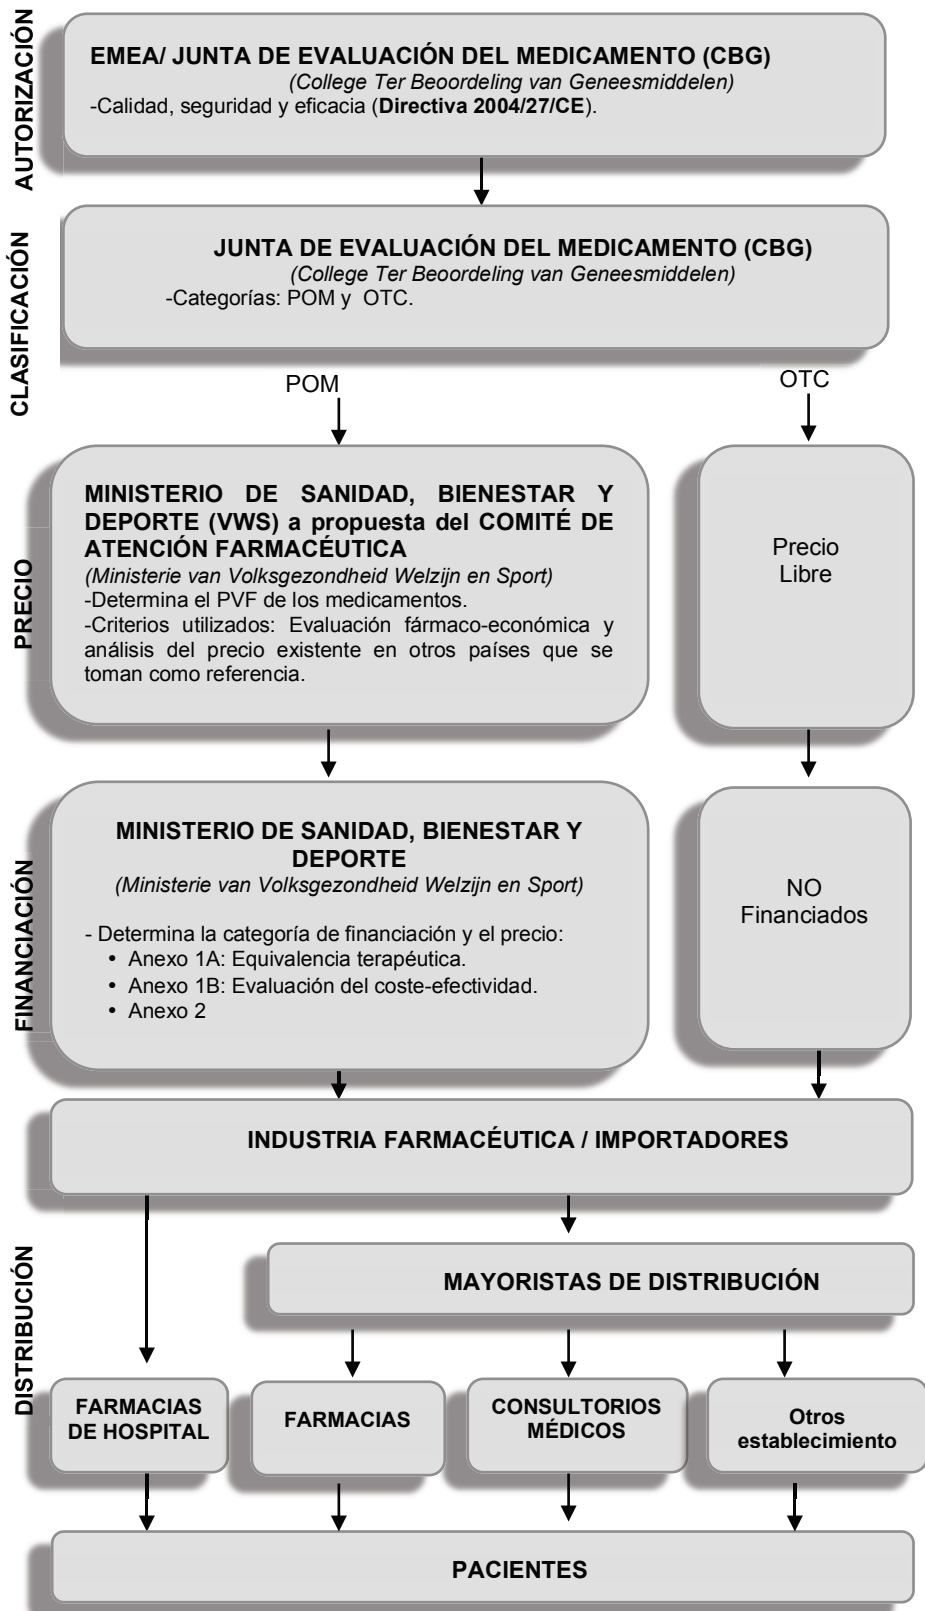 AUTORIZACIÓN
EMEA/ JUNTA DE EVALUACIÓN DEL MEDICAMENTO (CBG)
(College Ter Beoordeling van Geneesmiddelen)
-Calidad, seguridad y eficacia (Directiva 2004/27/CE).
CLASIFICACIÓN
JUNTA DE EVALUACIÓN DEL MEDICAMENTO (CBG)
(College Ter Beoordeling van Geneesmiddelen)
-Categorías: POM y OTC.
POM
OTC
PRECIO
MINISTERIO DE SANIDAD, BIENESTAR Y
DEPORTE (VWS) a propuesta del COMITÉ DE
ATENCIÓN FARMACÉUTICA
(Ministerie van Volksgezondheid Welzijn en Sport)
-Determina el PVF de los medicamentos.
-Criterios utilizados: Evaluación fármaco-económica y
análisis del precio existente en otros países que se
toman como referencia.
Precio
Libre
FINANCIACIÓN
MINISTERIO DE SANIDAD, BIENESTAR Y
DEPORTE
(Ministerie van Volksgezondheid Welzijn en Sport)
- Determina la categoría de financiación y el precio:
• Anexo 1A: Equivalencia terapéutica.
• Anexo 1B: Evaluación del coste-efectividad.
• Anexo 2
NO
Financiados
INDUSTRIA FARMACÉUTICA / IMPORTADORES
DISTRIBUCIÓN
MAYORISTAS DE DISTRIBUCIÓN
FARMACIAS
DE HOSPITAL
FARMACIAS
CONSULTORIOS
MÉDICOS
Otros
establecimiento
PACIENTES